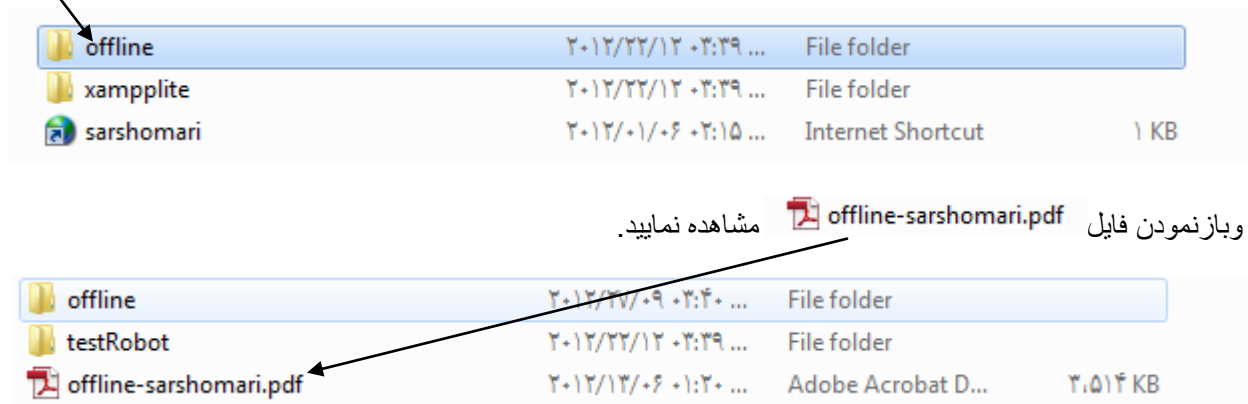 offline ۲۰۱۲/۲۲/۱۲ ۰۳:۳۹ ... File folder
xampplite ۲۰۱۲/۲۲/۱۲ ۰۳:۳۹ ... File folder
sarshomari ۲۰۱۲/۰۱/۰۶ ۰۲:۱۵ ... Internet Shortcut ۱ KB
وبازنمودن فایل offline-sarshomari.pdf مشاهده نمایید.
offline ۲۰۱۲/۲۷/۰۹ ۰۳:۴۰ ... File folder
testRobot ۲۰۱۲/۲۲/۱۲ ۰۳:۳۹ ... File folder
offline-sarshomari.pdf ۲۰۱۲/۱۳/۰۶ ۰۱:۲۰ ... Adobe Acrobat D... ۳،۵۱۴ KB